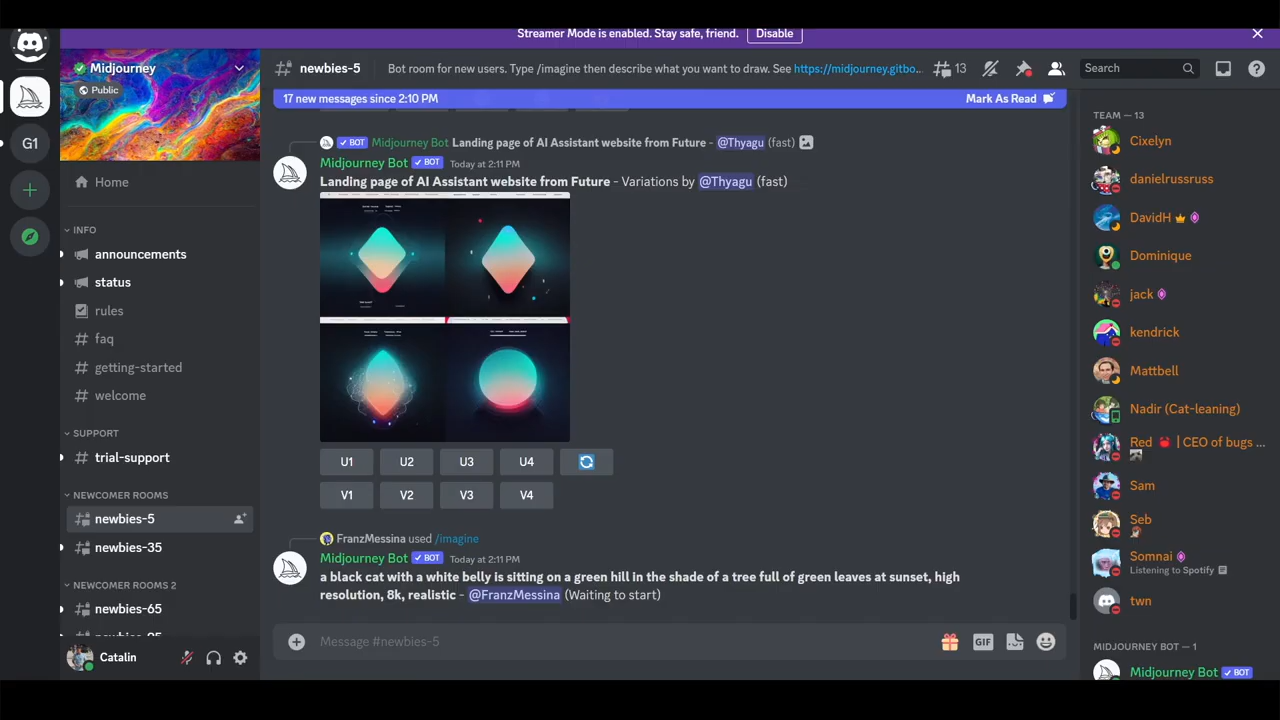 Streamer Mode is enabled. Stay safe, friend. Disable
Midjourney
Public
G1
Home
INFO
announcements
status
rules
faq
getting-started
welcome
SUPPORT
trial-support
NEWCOMER ROOMS
newbies-5
newbies-35
NEWCOMER ROOMS 2
newbies-65
Catalin
newbies-5 Bot room for new users. Type /imagine then describe what you want to draw. See https://midjourney.gitbo... 13 Search
17 new messages since 2:10 PM Mark As Read
BOT Midjourney Bot Landing page of AI Assistant website from Future - @Thyagu (fast)
Midjourney Bot BOT Today at 2:11 PM
Landing page of AI Assistant website from Future - Variations by @Thyagu (fast)
U1 U2 U3 U4
V1 V2 V3 V4
FranzMessina used /imagine
Midjourney Bot BOT Today at 2:11 PM
a black cat with a white belly is sitting on a green hill in the shade of a tree full of green leaves at sunset, high
resolution, 8k, realistic - @FranzMessina (Waiting to start)
Message #newbies-5 GIF
TEAM — 13
Cixelyn
danielrussruss
DavidH
Dominique
jack
kendrick
Mattbell
Nadir (Cat-leaning)
Red | CEO of bugs ...
Sam
Seb
Somnai
Listening to Spotify
twn
MIDJOURNEY BOT — 1
Midjourney Bot BOT